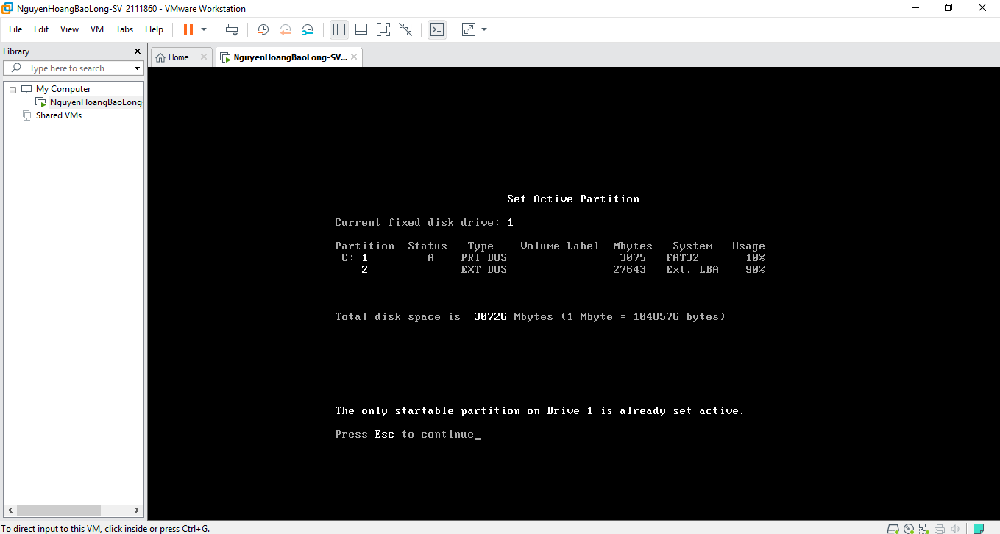 NguyenHoangBaoLong-SV_2111860 - VMware Workstation
File Edit View VM Tabs Help
Library
Type here to search
My Computer
NguyenHoangBaoLong
Shared VMs
Home
NguyenHoangBaoLong-SV...
Set Active Partition
Current fixed disk drive: 1
Partition Status Type Volume Label Mbytes System Usage
C: 1 A PRI DOS 3075 FAT32 10%
2 EXT DOS 27643 Ext. LBA 90%
Total disk space is 30726 Mbytes (1 Mbyte = 1048576 bytes)
The only startable partition on Drive 1 is already set active.
Press Esc to continue_
To direct input to this VM, click inside or press Ctrl+G.